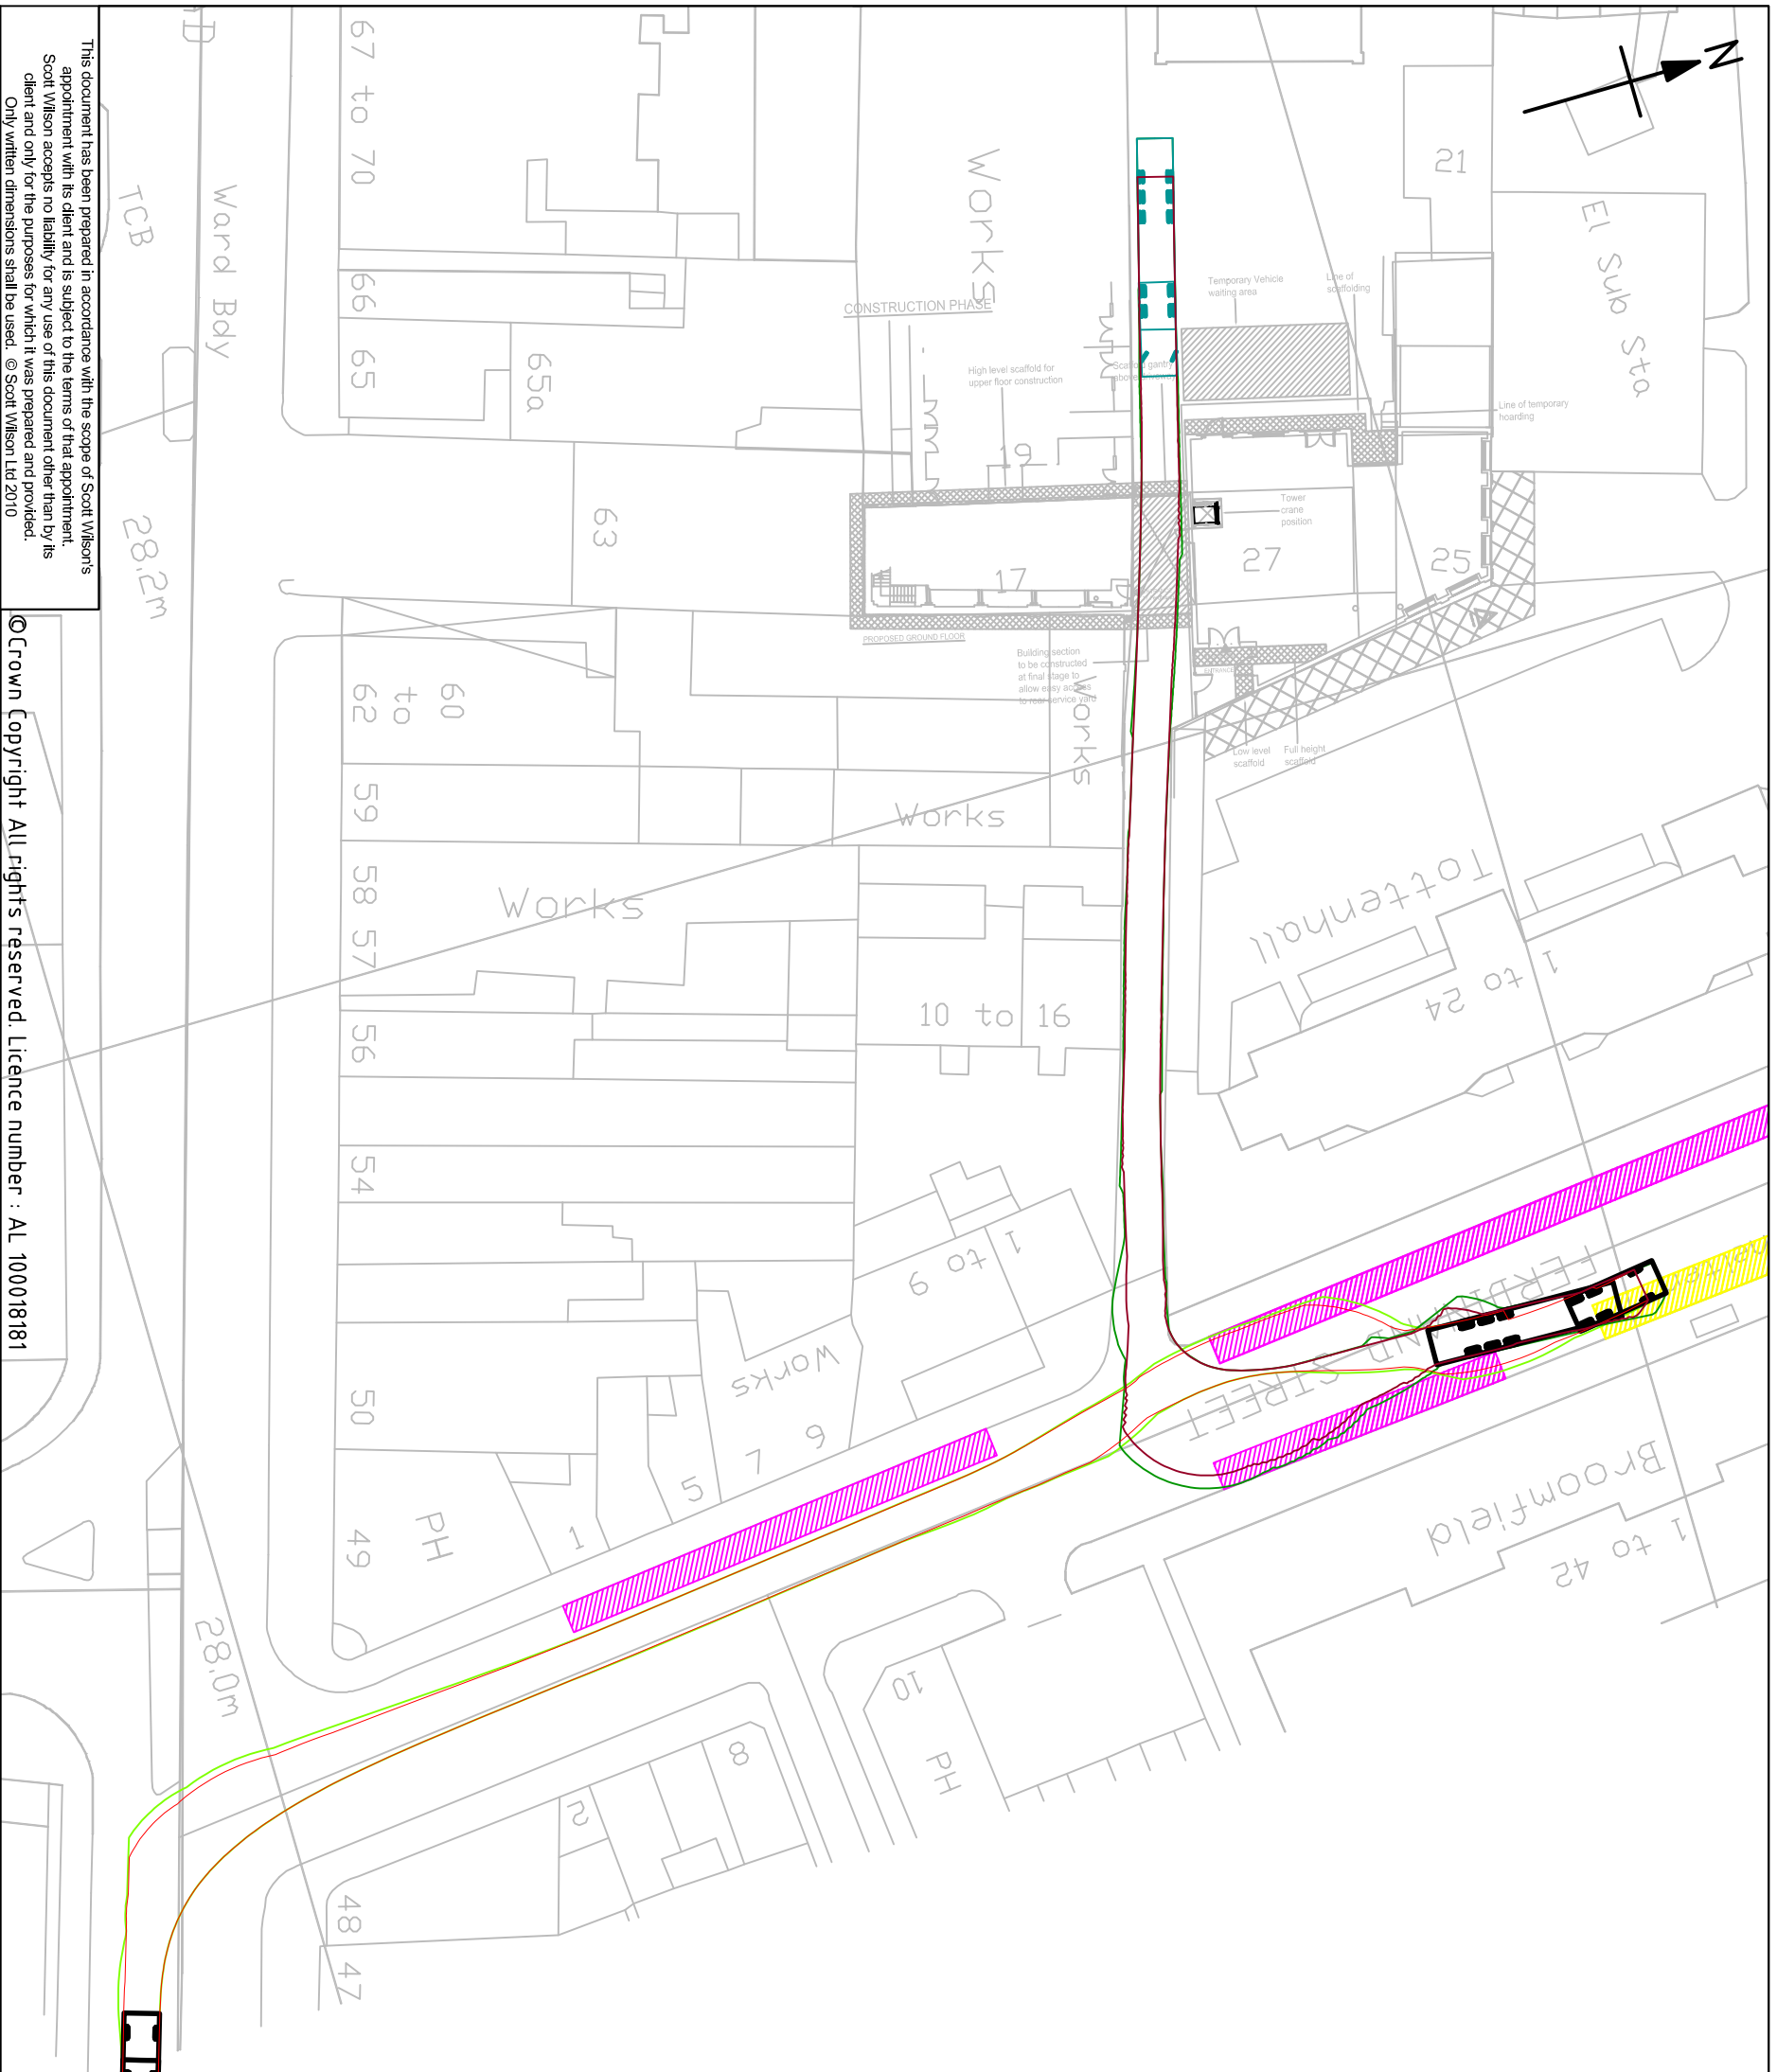 This document has been prepared in accordance with the scope of Scott Wilson's
appointment with its client and is subject to the terms of that appointment.
Scott Wilson accepts no liability for any use of this document other than by its
client and only for the purposes for which it was prepared and provided.
Only written dimensions shall be used. © Scott Wilson Ltd 2010
©Crown Copyright All rights reserved. Licence number : AL 100018181
N
21
El Sub Sta
67 to 70
TCB
Ward Bdy
66
65
65a
63
28.2m
Works
CONSTRUCTION PHASE
High level scaffold for
upper floor construction
Scaffold gantry
above driveway
Temporary Vehicle
waiting area
Line of
scaffolding
Line of temporary
hoarding
Tower
crane
position
19
17
27
25
PROPOSED GROUND FLOOR
ENTRANCE
Building section
to be constructed
at final stage to
allow easy access
to rear service yard
Low level
scaffold
Full height
scaffold
Works
60
to
62
59
Works
58
57
Works
56
10 to 16
Tottenhall
1 to 24
54
1 to 9
Works
50
5
7
9
1
PH
49
FERDINAND STREET
Broomfield
1 to 42
28.0m
10
PH
8
2
48
47